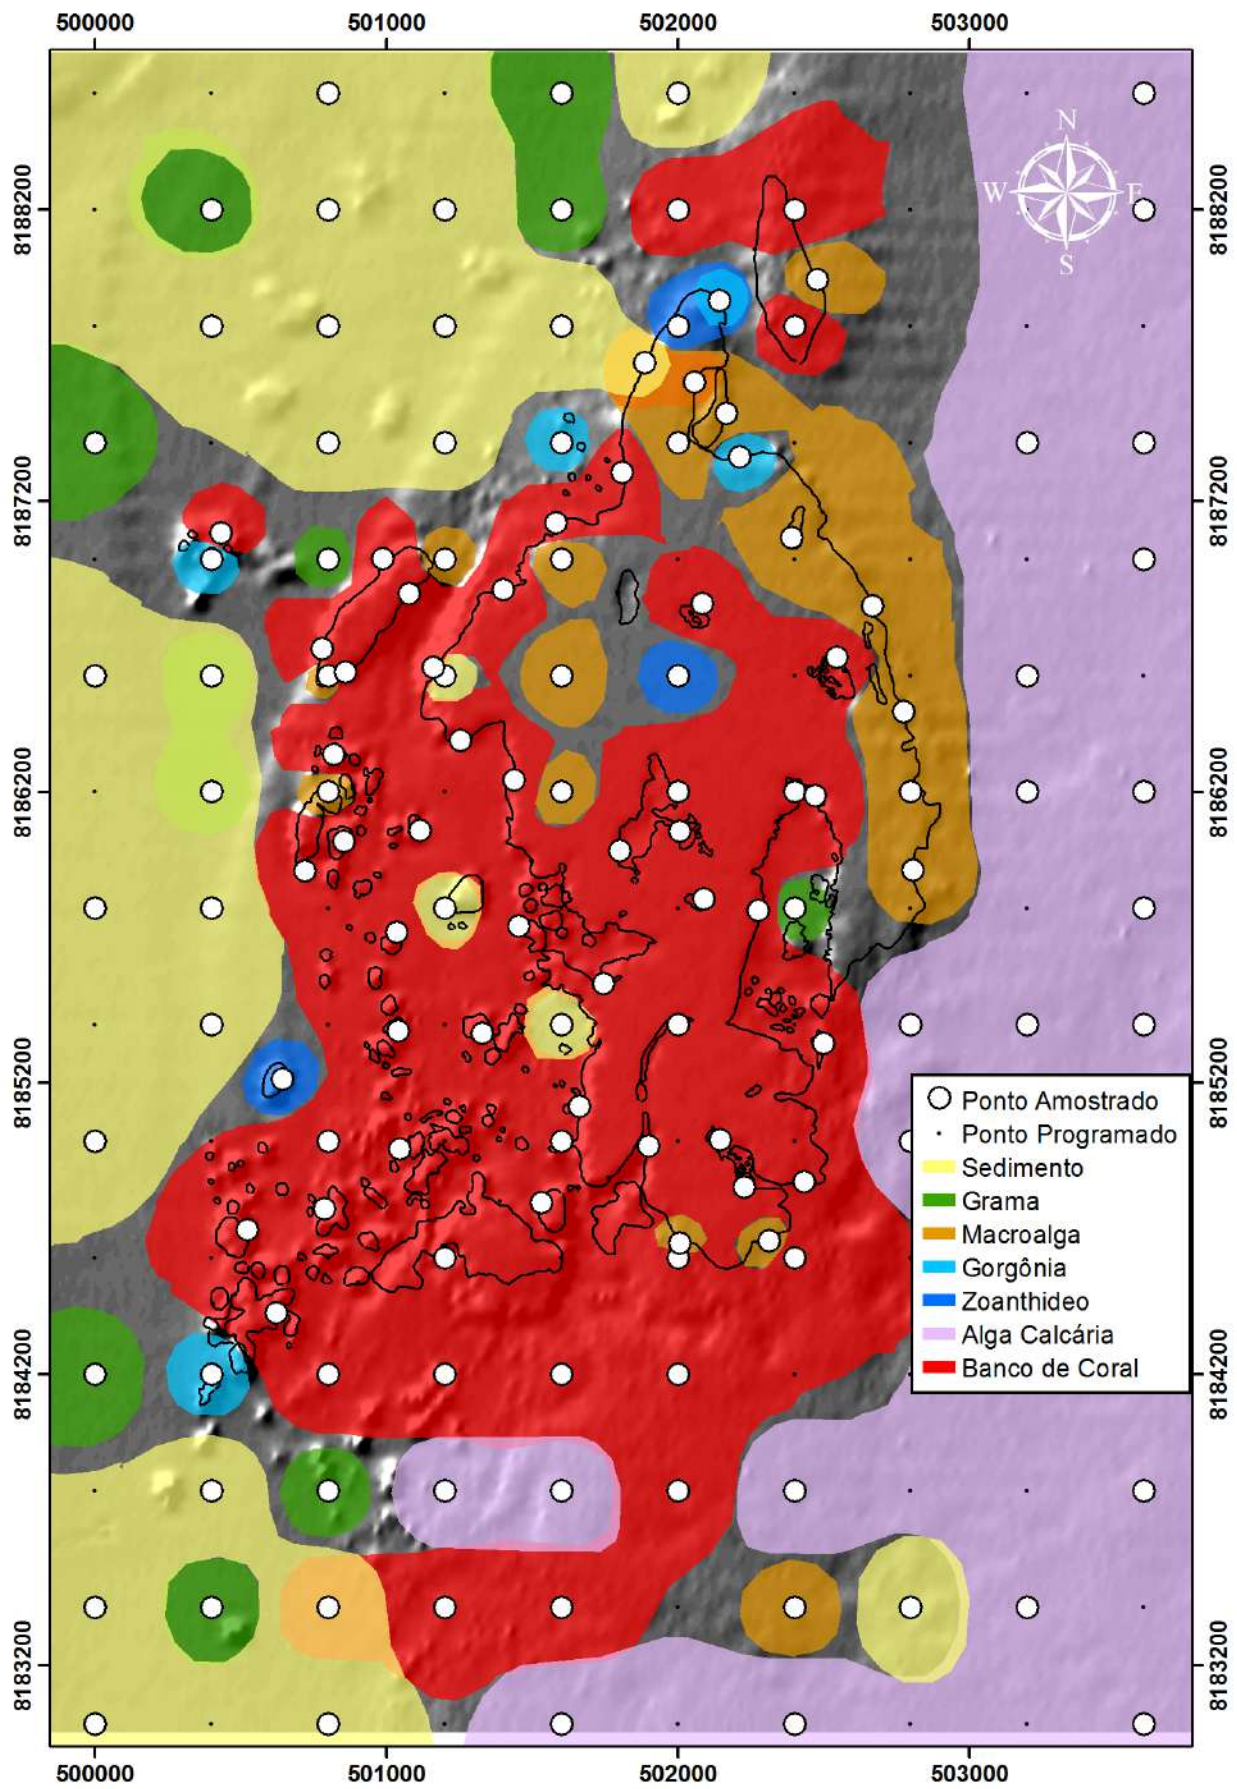 500000 501000 502000 503000
N
W E
S
8188200 8188200
8187200 8187200
8186200 8186200
8185200 8185200
Ponto Amostrado
Ponto Programado
Sedimento
Grama
Macroalga
Gorgônia
Zoanthideo
Alga Calcária
Banco de Coral
8184200 8184200
8183200 8183200
500000 501000 502000 503000